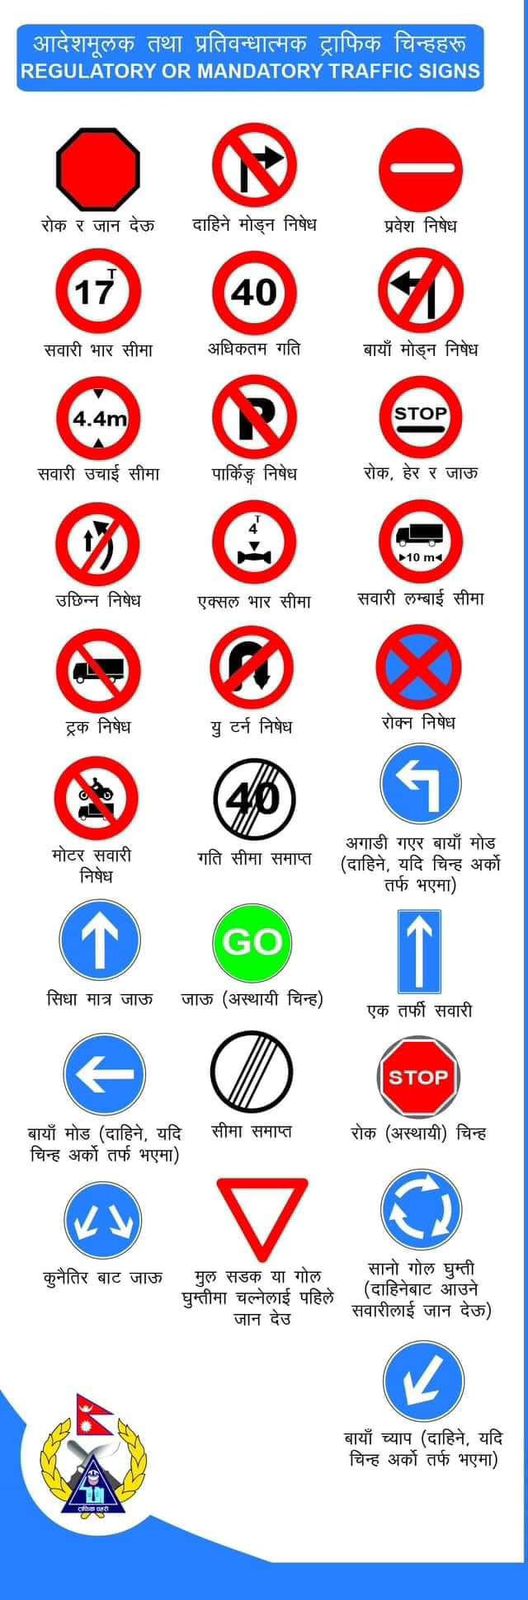 आदेशमूलक तथा प्रतिवन्धात्मक ट्राफिक चिन्हहरू
REGULATORY OR MANDATORY TRAFFIC SIGNS
रोक र जान देऊ
दाहिने मोड्न निषेध
प्रवेश निषेध
17T
सवारी भार सीमा
40
अधिकतम गति
बायाँ मोड्न निषेध
4.4m
सवारी उचाई सीमा
P
पार्किङ्ग निषेध
STOP
रोक, हेर र जाऊ
उछिन्न निषेध
T
4
एक्सल भार सीमा
10 m
सवारी लम्बाई सीमा
ट्रक निषेध
यु टर्न निषेध
रोक्न निषेध
मोटर सवारी
निषेध
40
गति सीमा समाप्त
अगाडी गएर बायाँ मोड
(दाहिने, यदि चिन्ह अर्को
तर्फ भएमा)
सिधा मात्र जाऊ
GO
जाऊ (अस्थायी चिन्ह)
एक तर्फी सवारी
बायाँ मोड (दाहिने, यदि
चिन्ह अर्को तर्फ भएमा)
सीमा समाप्त
STOP
रोक (अस्थायी) चिन्ह
कुनैतिर बाट जाऊ
मुल सडक या गोल
घुम्तीमा चल्नेलाई पहिले
जान देउ
सानो गोल घुम्ती
(दाहिनेबाट आउने
सवारीलाई जान देऊ)
बायाँ च्याप (दाहिने, यदि
चिन्ह अर्को तर्फ भएमा)
ट्राफिक प्रहरी